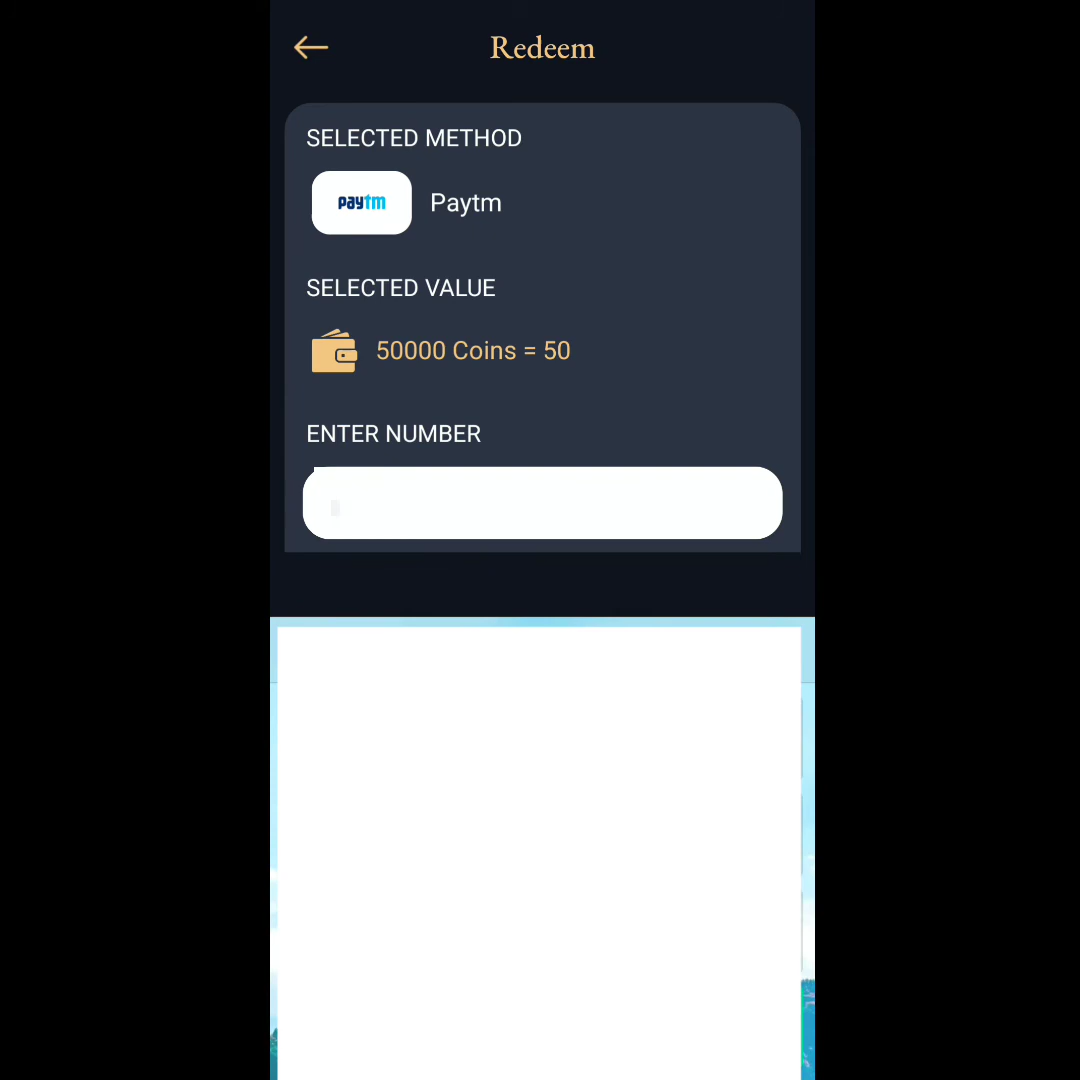 Redeem
SELECTED METHOD
paytm Paytm
SELECTED VALUE
50000 Coins = 50
ENTER NUMBER